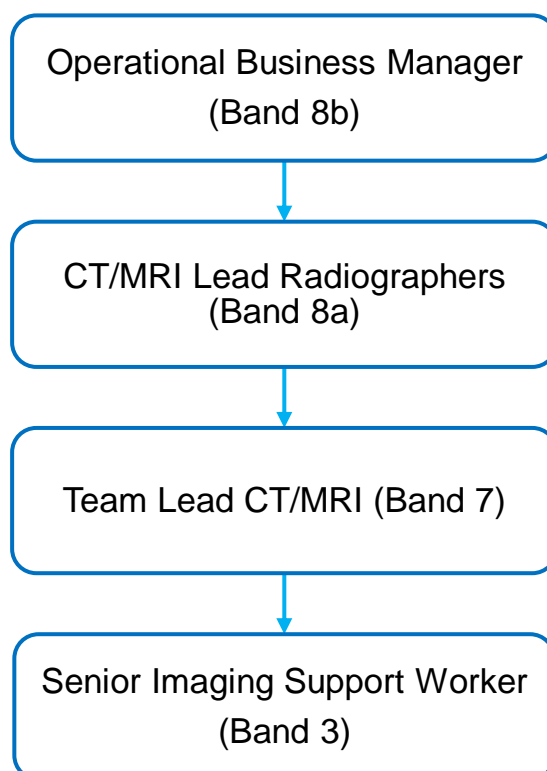 Operational Business Manager
(Band 8b)
CT/MRI Lead Radiographers
(Band 8a)
Team Lead CT/MRI (Band 7)
Senior Imaging Support Worker
(Band 3)